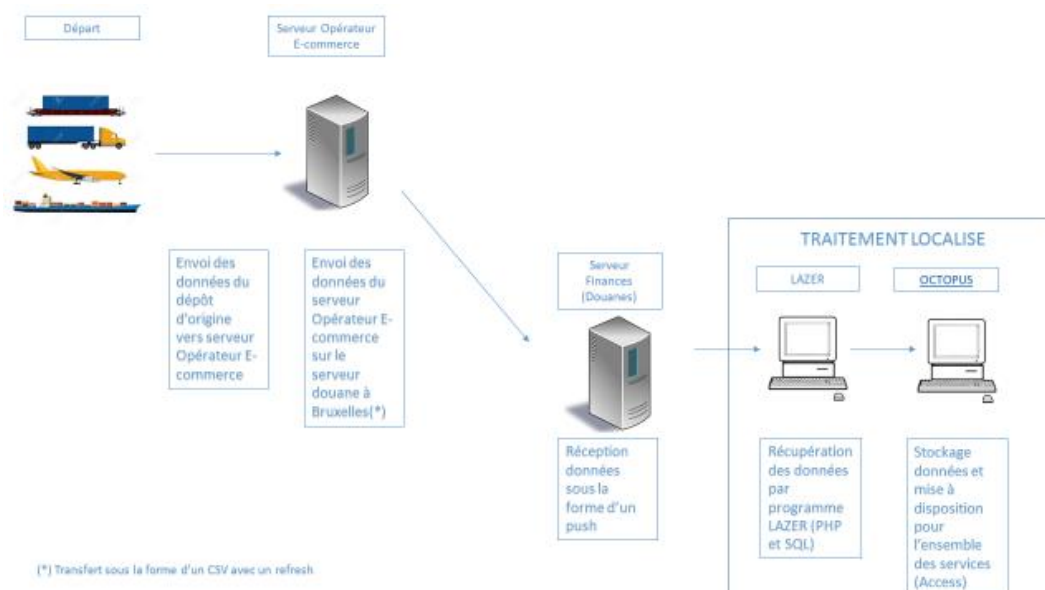 Départ
Serveur Opérateur
E-commerce
Envoi des
données du
dépôt
d'origine
vers serveur
Opérateur E-
commerce
Envoi des
données du
serveur
Opérateur E-
commerce
sur le
serveur
douane à
Bruxelles(*)
Serveur
Finances
(Douanes)
Réception
données
sous la
forme d'un
push
TRAITEMENT LOCALISE
LAZER
OCTOPUS
Récupération
des données
par
programme
LAZER (PHP
et SQL)
Stockage
données et
mise à
disposition
pour
l'ensemble
des services
(Access)
(*) Transfert sous la forme d'un CSV avec un refresh